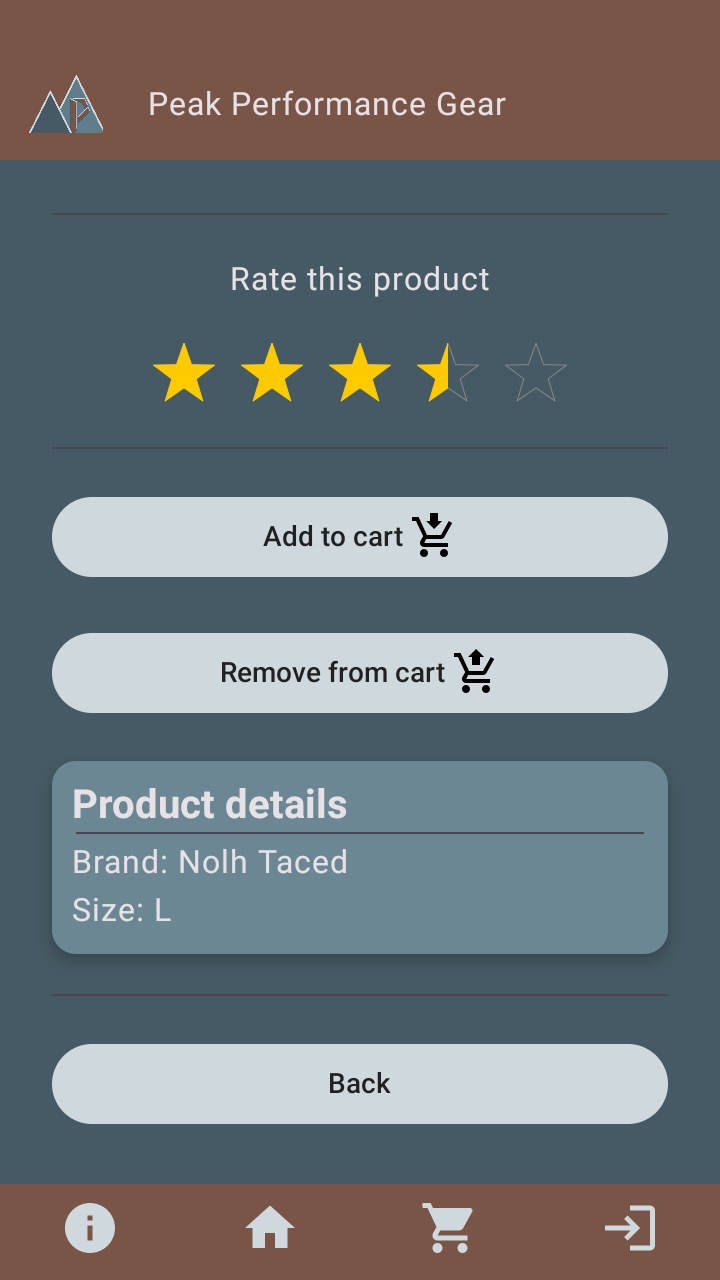 Peak Performance Gear
Rate this product
Add to cart
Remove from cart
Product details
Brand: Nolh Taced
Size: L
Back